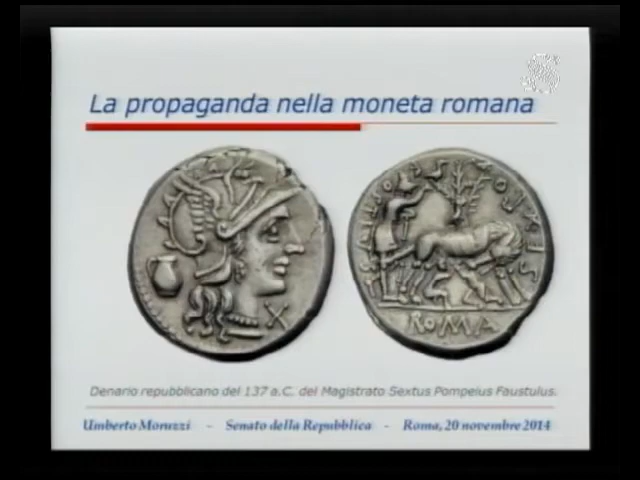 La propaganda nella moneta romana
X
ROMA
Denario repubblicano del 137 a.C. del Magistrato Sextus Pompeius Faustulus.
Umberto Moruzzi - Senato della Repubblica - Roma, 20 novembre 2014